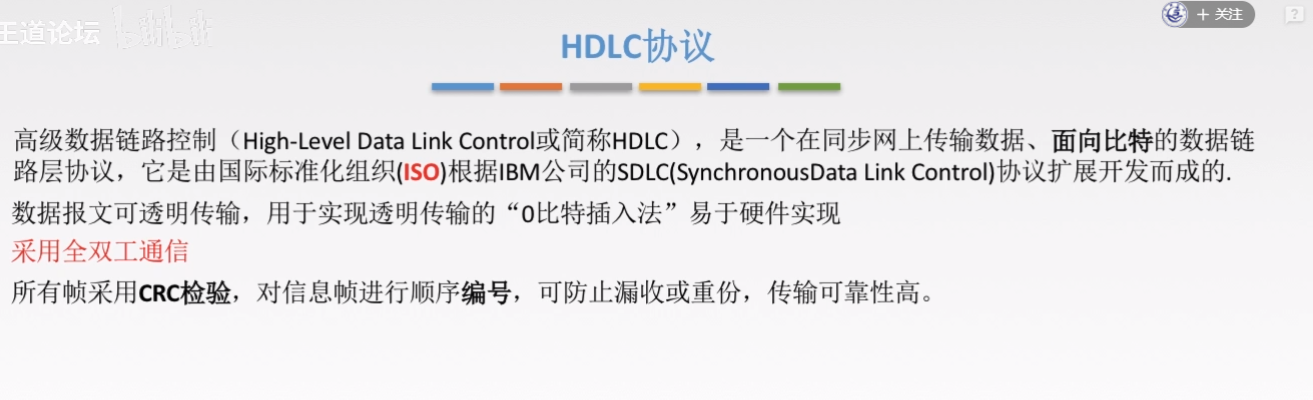 王道论坛 bilibili
+ 关注
?
HDLC协议
高级数据链路控制（High-Level Data Link Control或简称HDLC），是一个在同步网上传输数据、面向比特的数据链
路层协议，它是由国际标准化组织(ISO)根据IBM公司的SDLC(SynchronousData Link Control)协议扩展开发而成的.
数据报文可透明传输，用于实现透明传输的“0比特插入法”易于硬件实现
采用全双工通信
所有帧采用CRC检验，对信息帧进行顺序编号，可防止漏收或重份，传输可靠性高。